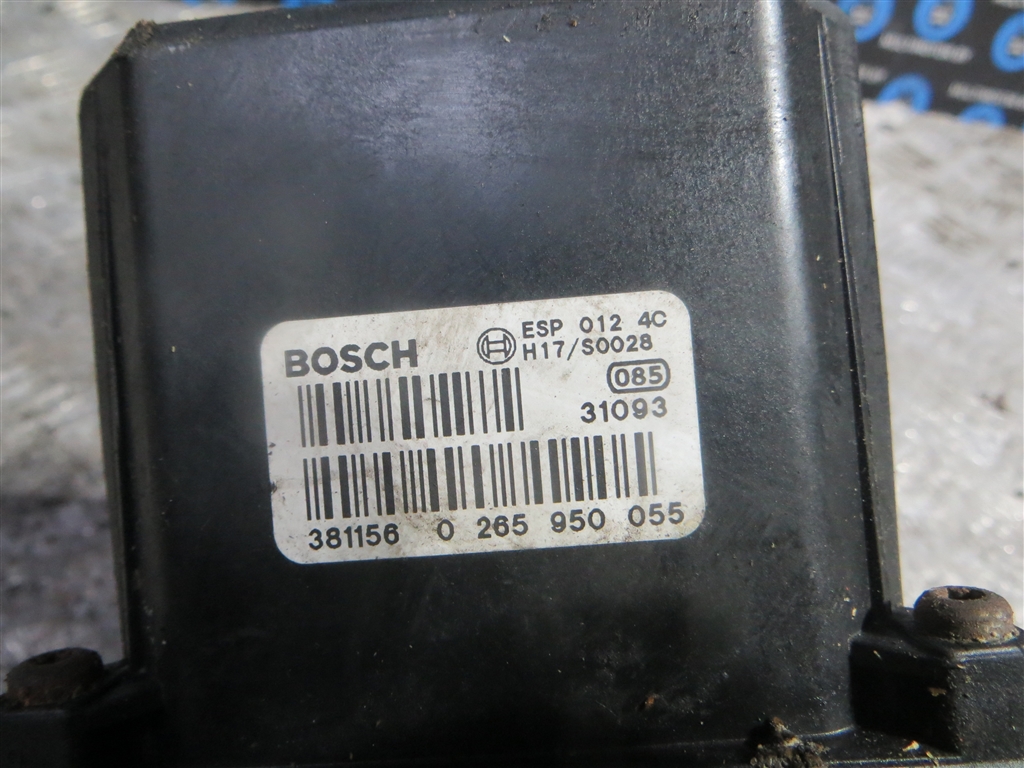 BOSCH
ESP 012 4C
H17/S0028
085
31093
381156 0 265 950 055